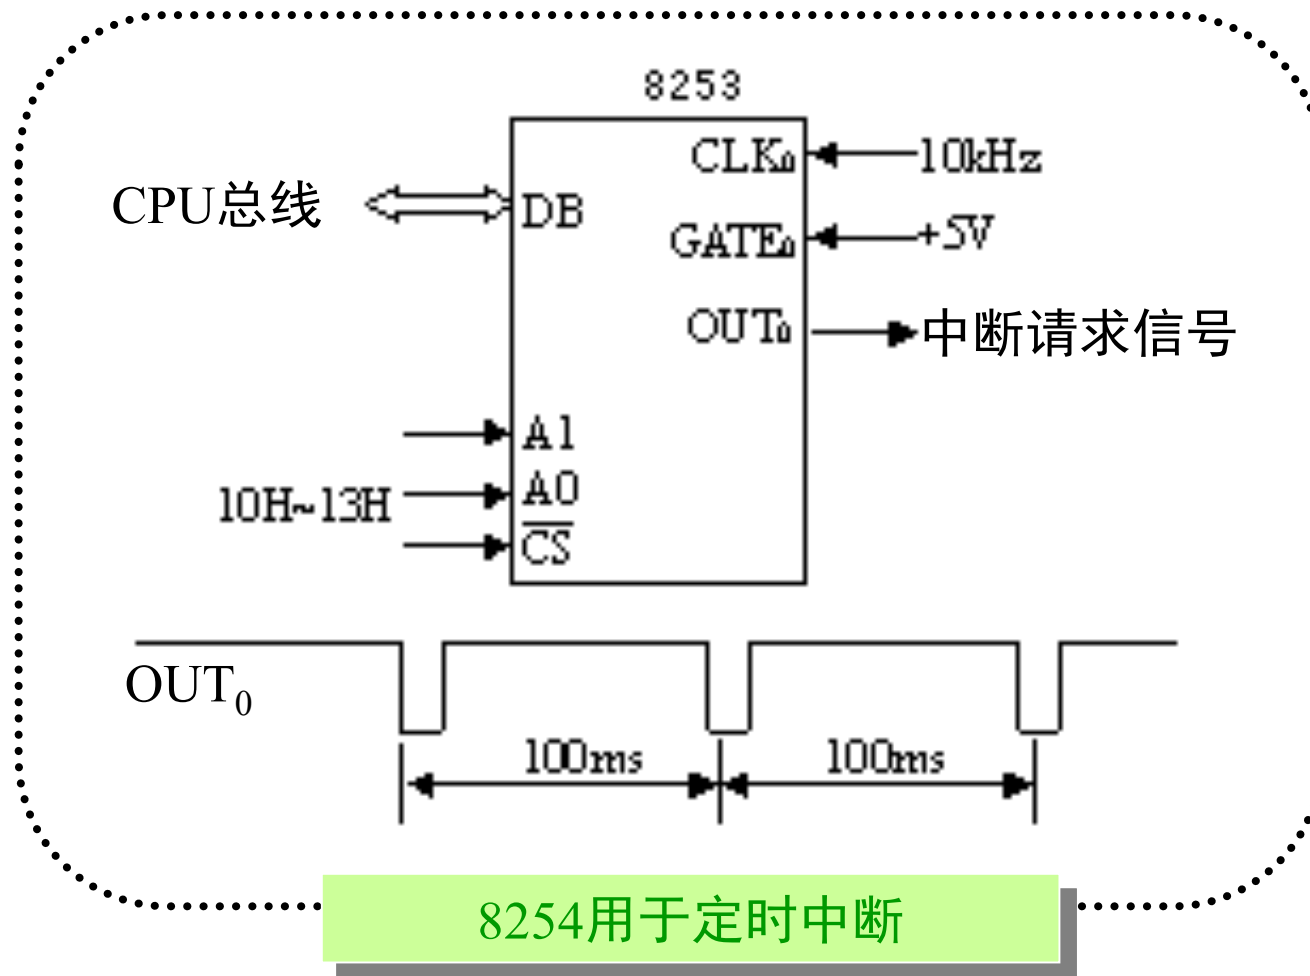 8253
CLK₀ 10kHz
CPU总线 DB
GATE₀ +5V
OUT₀ 中断请求信号
A1
10H~13H A0
C̅S̅
OUT₀
100ms 100ms
8254用于定时中断